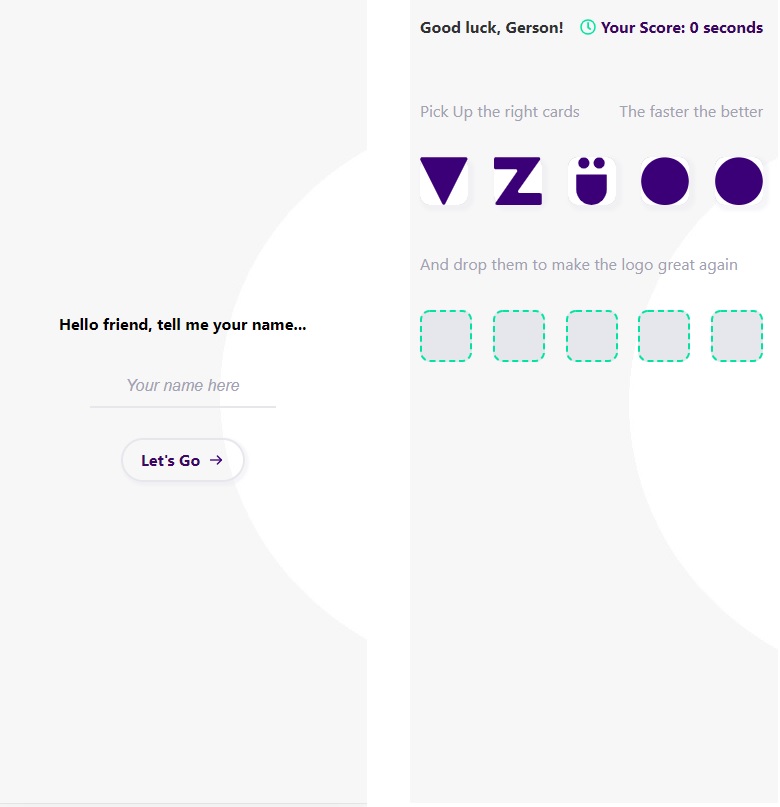 Hello friend, tell me your name...
Your name here
Let's Go
Good luck, Gerson!
Your Score: 0 seconds
Pick Up the right cards
The faster the better
V Z Ü O O
And drop them to make the logo great again